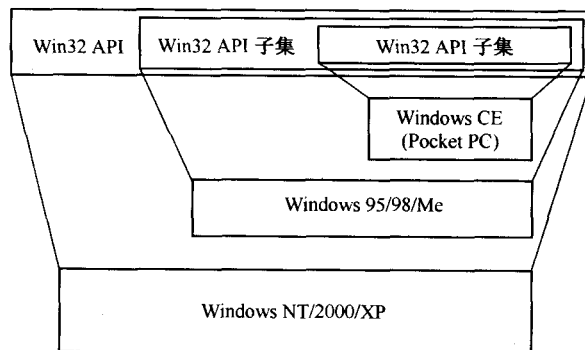 Win32 API
Win32 API 子集
Win32 API 子集
Windows CE
(Pocket PC)
Windows 95/98/Me
Windows NT/2000/XP